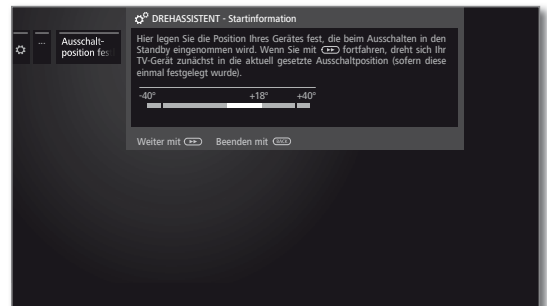 DREHASSISTENT - Startinformation
...
Ausschalt-
position fes
Hier legen Sie die Position Ihres Gerätes fest, die beim Ausschalten in den
Standby eingenommen wird. Wenn Sie mit ▶▶ fortfahren, dreht sich Ihr
TV-Gerät zunächst in die aktuell gesetzte Ausschaltposition (sofern diese
einmal festgelegt wurde).
-40° +18° +40°
Weiter mit ▶▶ Beenden mit BACK